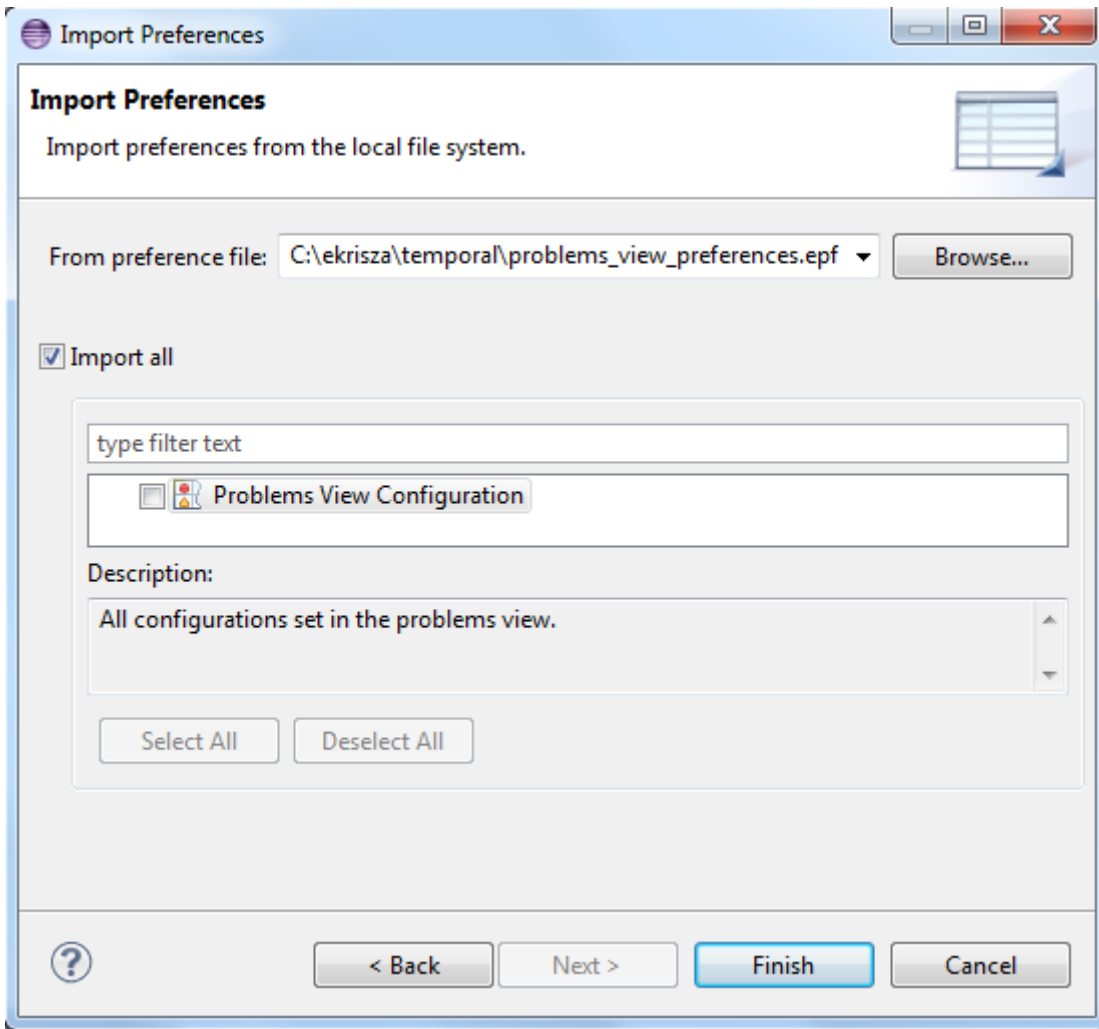 Import Preferences
Import Preferences
Import preferences from the local file system.
From preference file: C:\ekrisza\temporal\problems_view_preferences.epf Browse...
Import all
type filter text
Problems View Configuration
Description:
All configurations set in the problems view.
Select All Deselect All
? < Back Next > Finish Cancel